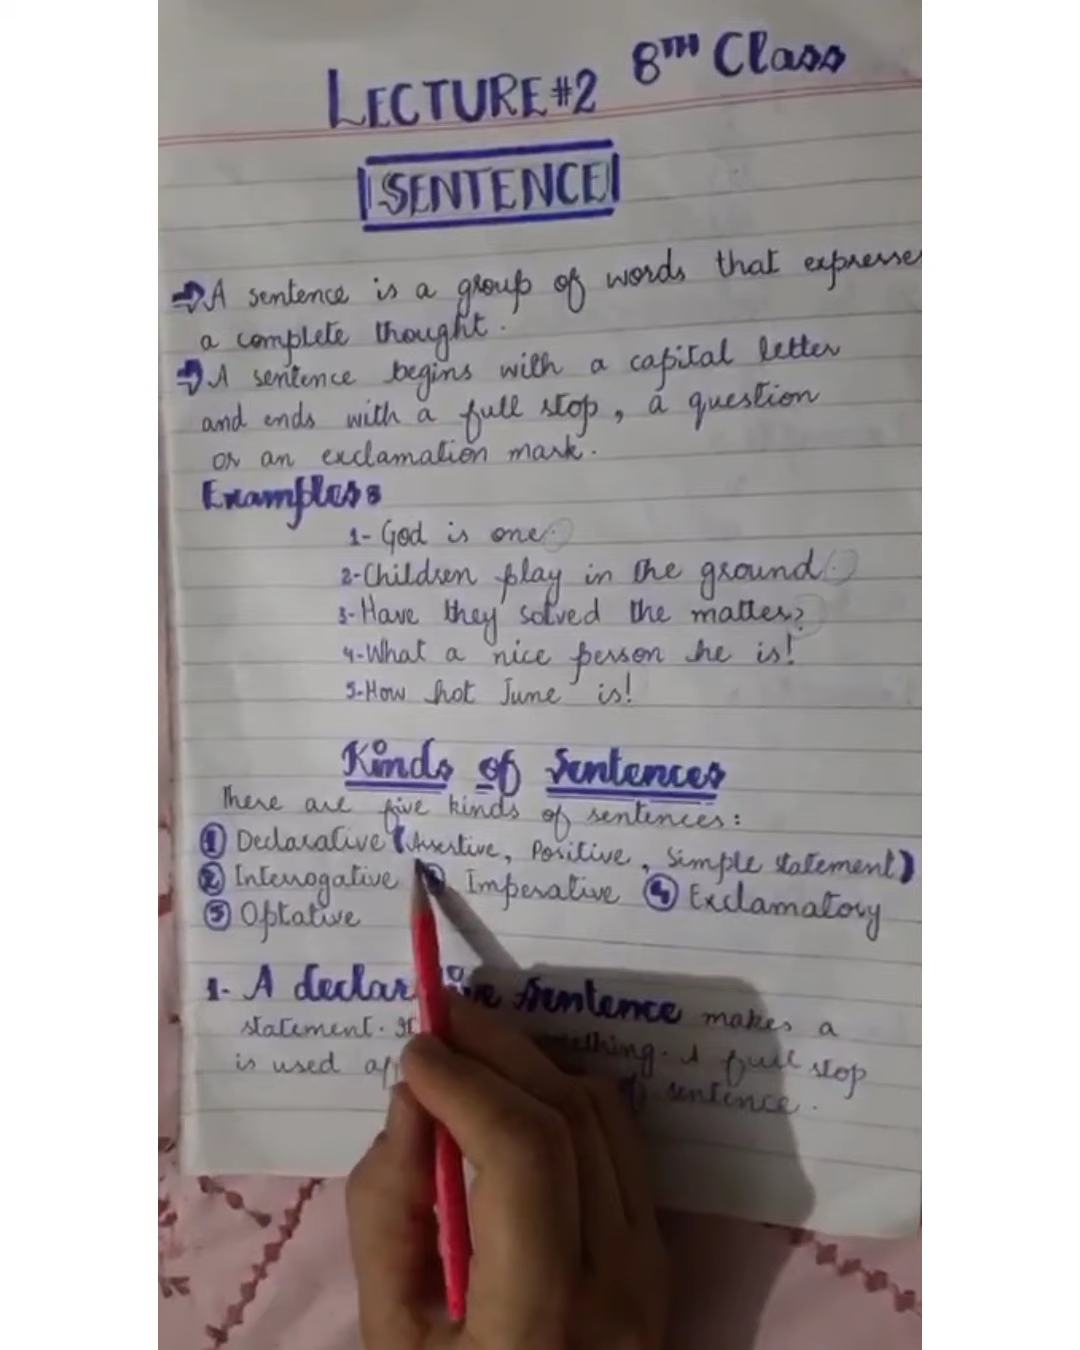 8TH Class
LECTURE #2
SENTENCE
⇒ A sentence is a group of words that expresse
a complete thought.
⇒ A sentence begins with a capital letter
and ends with a full stop, a question
or an exclamation mark.
Examples:
1- God is one.
2- Children play in the ground.
3- Have they solved the matter?
4- What a nice person he is!
5- How hot June is!
Kinds of Sentences
There are five kinds of sentences:
① Declarative (Assertive, Positive, Simple statement)
② Interrogative Imperative ④ Exclamatory
⑤ Optative
1- A Sentence makes a
statement. A full stop
is used of sentence.